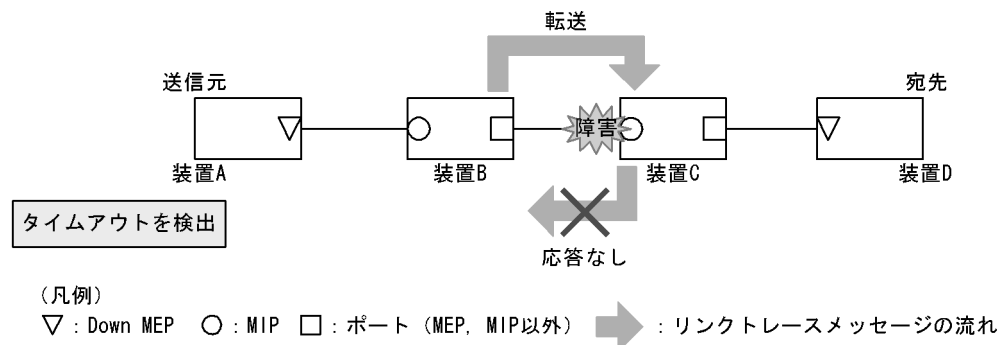 転送
送信元
宛先
障害
装置A
装置B
装置C
装置D
タイムアウトを検出
応答なし
(凡例)
▽:Down MEP ○:MIP □:ポート(MEP, MIP以外) :リンクトレースメッセージの流れ